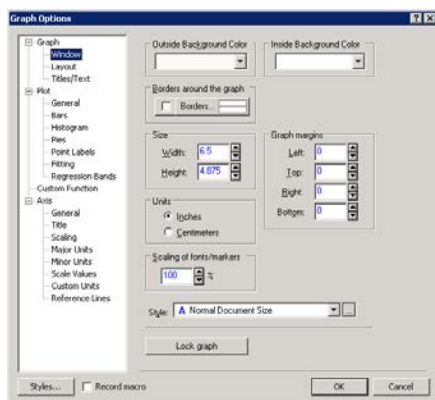 Graph Options
Graph
Window
Layout
Titles/Text
Plot
General
Bars
Histogram
Pies
Point Labels
Fitting
Regression Bands
Custom Function
Axis
General
Title
Scaling
Major Units
Minor Units
Scale Values
Custom Units
Reference Lines
Outside Background Color
Inside Background Color
Borders around the graph
Borders...
Size
Width: 6.5
Height: 4.875
Graph margins
Left: 0
Top: 0
Right: 0
Bottom: 0
Units
Inches
Centimeters
Scaling of fonts/markers
100 %
Style: A Normal Document Size ...
Lock graph
Styles... Record macro OK Cancel